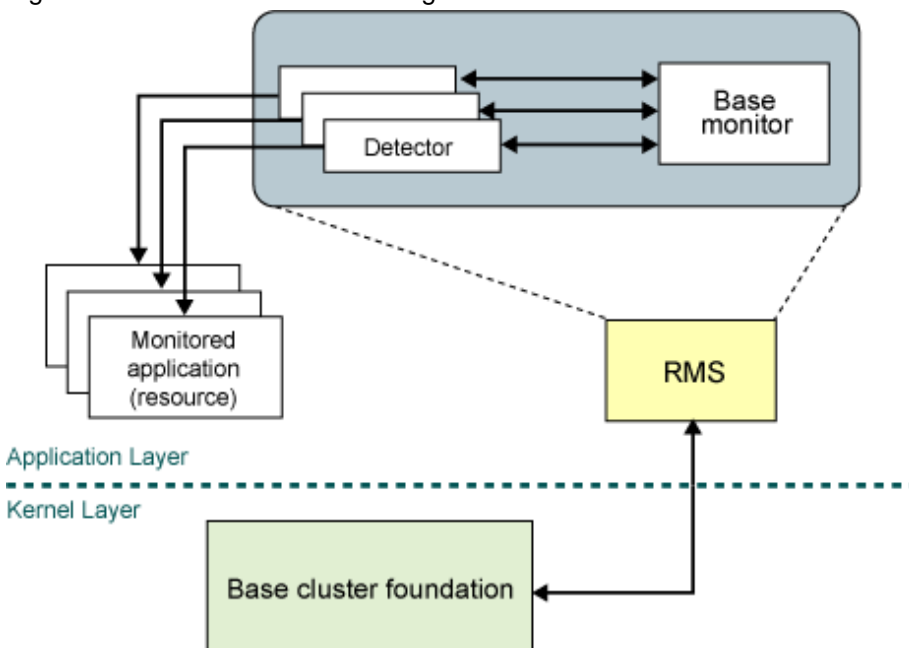 Base
monitor
Detector
Monitored
application
(resource)
RMS
Application Layer
Kernel Layer
Base cluster foundation